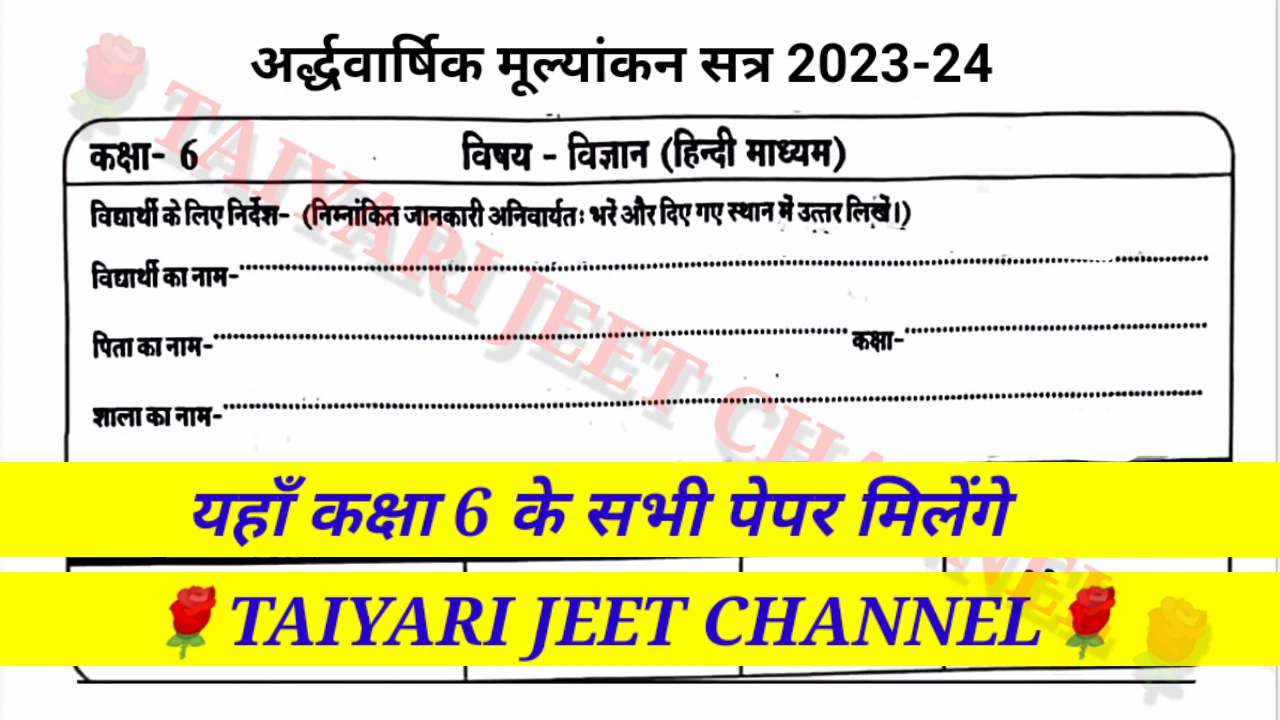 अर्द्धवार्षिक मूल्यांकन सत्र 2023-24
कक्षा- 6 विषय - विज्ञान (हिन्दी माध्यम)
विद्यार्थी के लिए निर्देश- (निम्नांकित जानकारी अनिवार्यतः भरें और दिए गए स्थान में उत्तर लिखें।)
विद्यार्थी का नाम-
पिता का नाम- कक्षा-
शाला का नाम-
यहाँ कक्षा 6 के सभी पेपर मिलेंगे
🌹TAIYARI JEET CHANNEL🌹
🌹 TAIYARI JEET CHANNEL 🌹